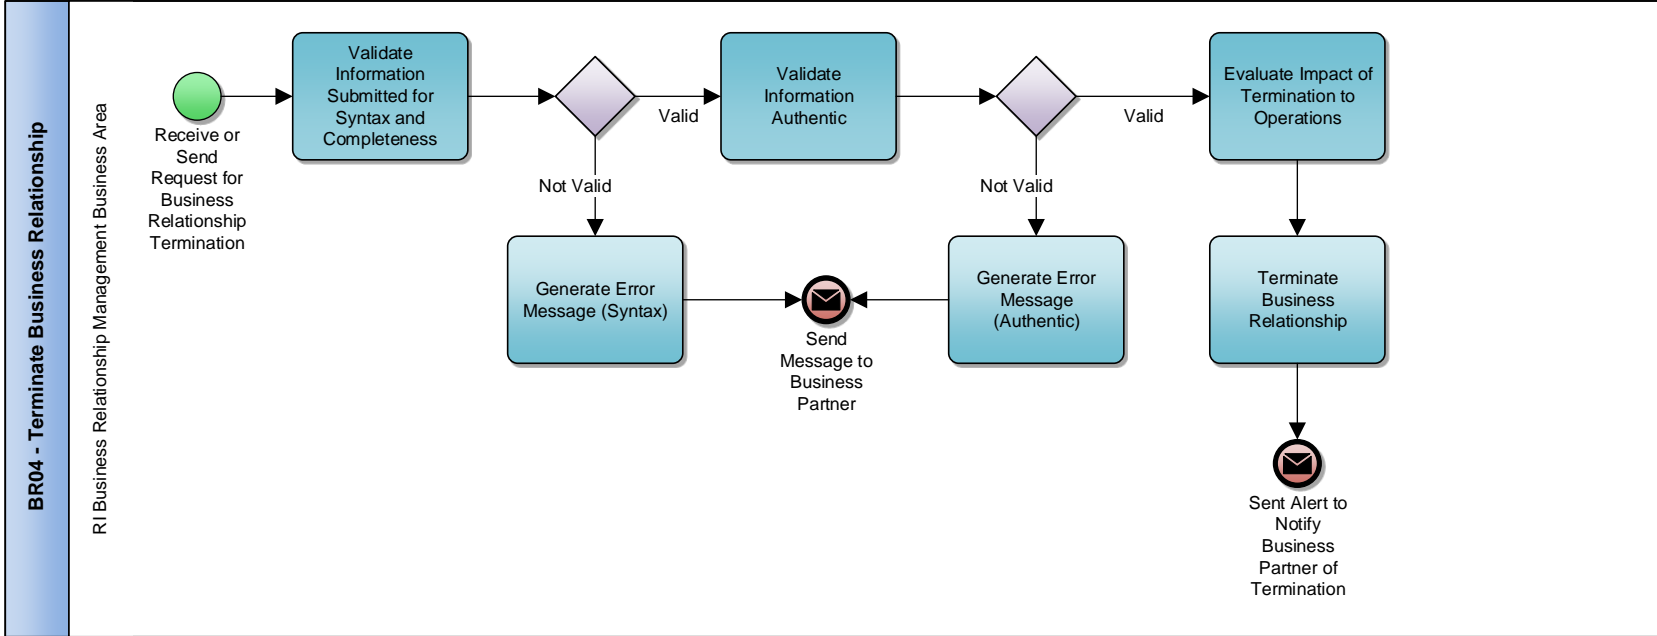 BR04 - Terminate Business Relationship
RI Business Relationship Management Business Area
Receive or
Send
Request for
Business
Relationship
Termination
Validate
Information
Submitted for
Syntax and
Completeness
Valid
Not Valid
Validate
Information
Authentic
Valid
Not Valid
Evaluate Impact of
Termination to
Operations
Generate Error
Message (Syntax)
Send
Message to
Business
Partner
Generate Error
Message
(Authentic)
Terminate
Business
Relationship
Sent Alert to
Notify
Business
Partner of
Termination